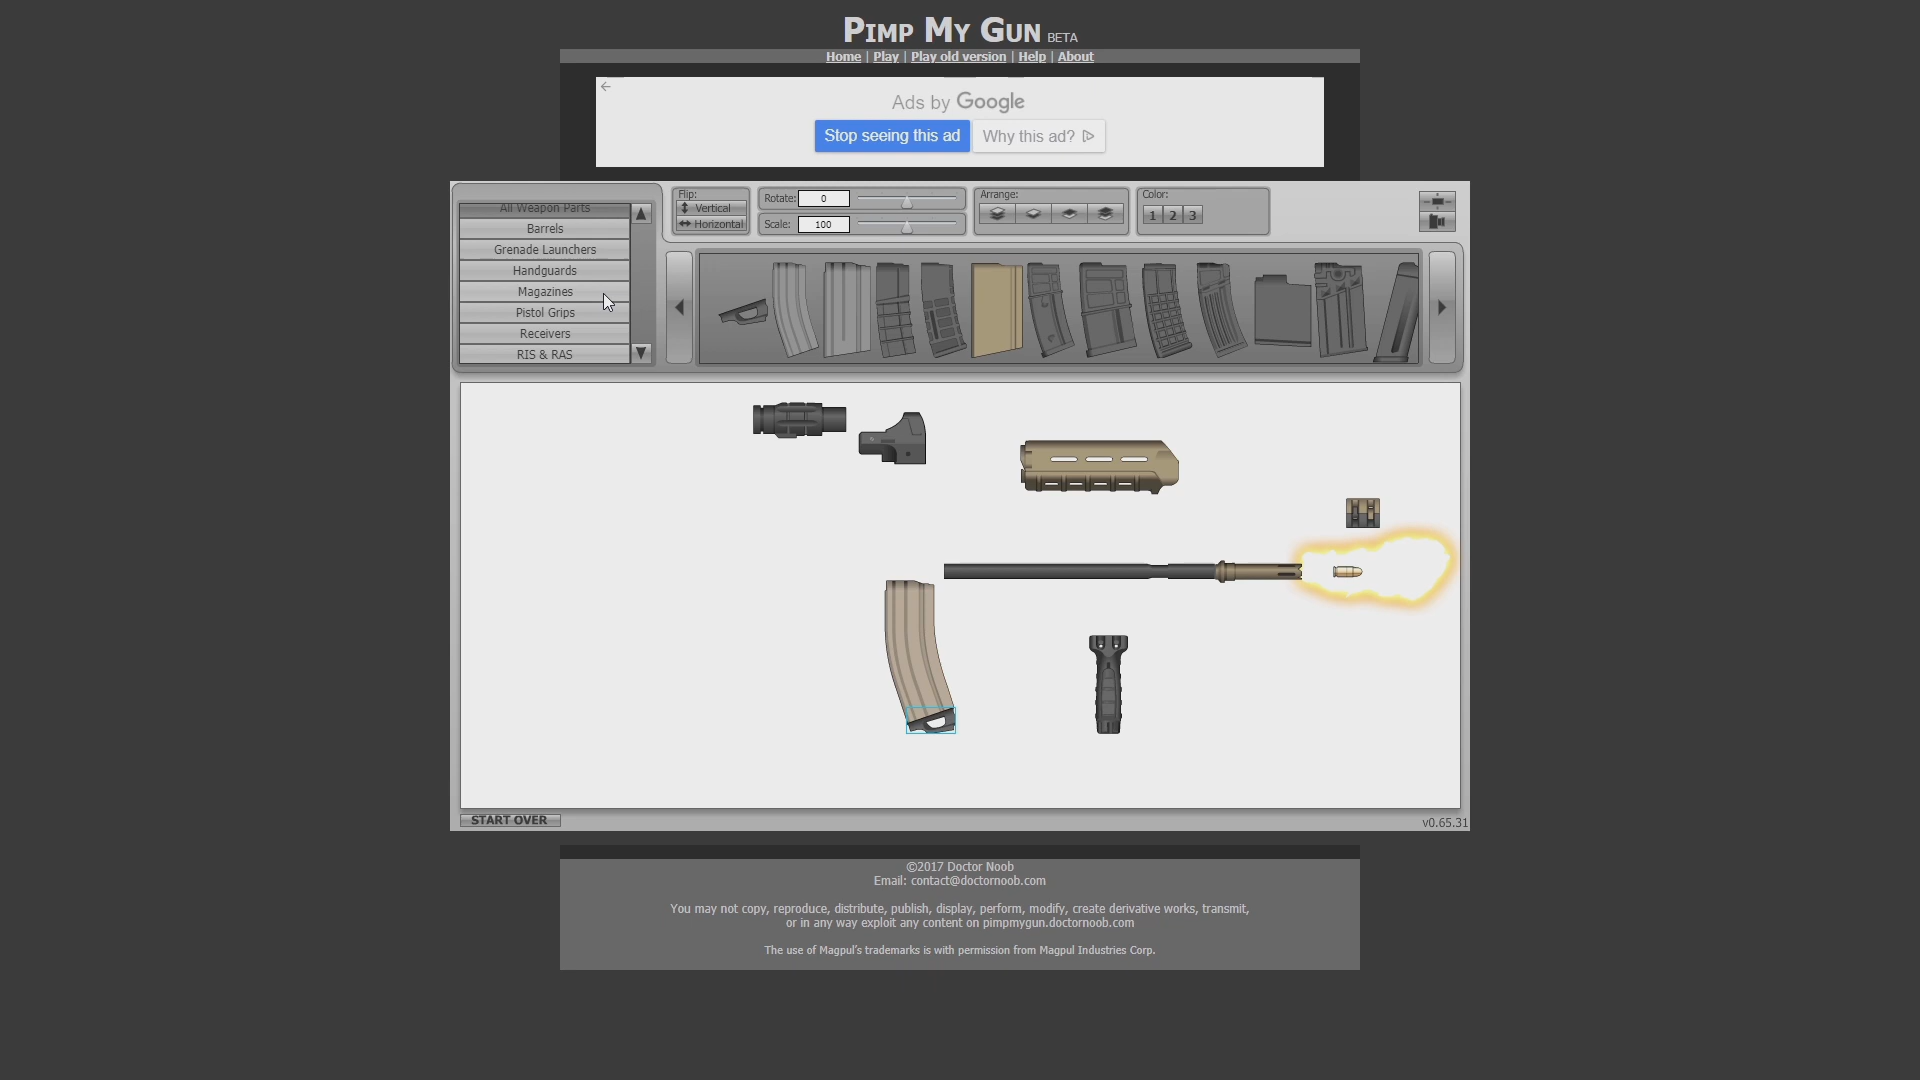 Pimp My Gun BETA
Home | Play | Play old version | Help | About
Ads by Google
Stop seeing this ad
Why this ad?
All Weapon Parts
Barrels
Grenade Launchers
Handguards
Magazines
Pistol Grips
Receivers
RIS & RAS
Flip:
Vertical
Horizontal
Rotate: 0
Scale: 100
Arrange:
Color:
1 2 3
START OVER
v0.65.31
©2017 Doctor Noob
Email: contact@doctornoob.com
You may not copy, reproduce, distribute, publish, display, perform, modify, create derivative works, transmit,
or in any way exploit any content on pimpmygun.doctornoob.com
The use of Magpul's trademarks is with permission from Magpul Industries Corp.